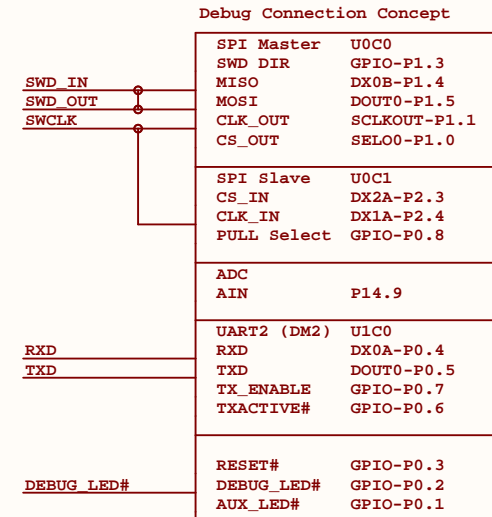 Debug Connection Concept
SPI Master U0C0
SWD DIR GPIO-P1.3
SWD_IN MISO DX0B-P1.4
SWD_OUT MOSI DOUT0-P1.5
SWCLK CLK_OUT SCLKOUT-P1.1
CS_OUT SELO0-P1.0
SPI Slave U0C1
CS_IN DX2A-P2.3
CLK_IN DX1A-P2.4
PULL Select GPIO-P0.8
ADC
AIN P14.9
UART2 (DM2) U1C0
RXD RXD DX0A-P0.4
TXD TXD DOUT0-P0.5
TX_ENABLE GPIO-P0.7
TXACTIVE# GPIO-P0.6
RESET# GPIO-P0.3
DEBUG_LED# DEBUG_LED# GPIO-P0.2
AUX_LED# GPIO-P0.1